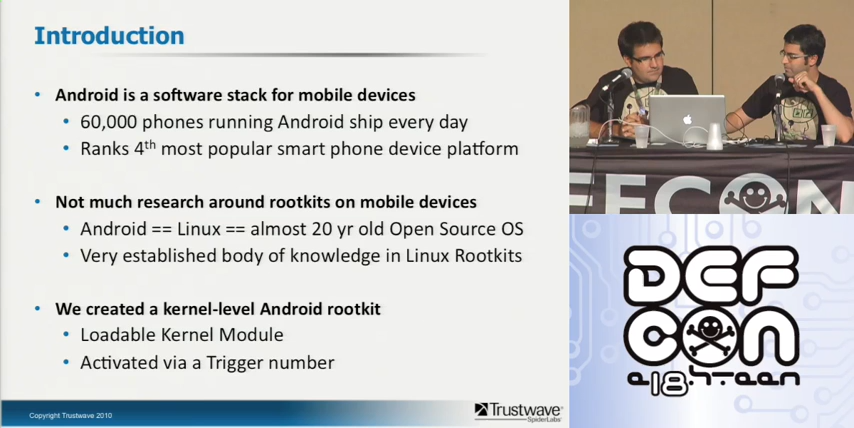 Introduction
• Android is a software stack for mobile devices
• 60,000 phones running Android ship every day
• Ranks 4th most popular smart phone device platform
• Not much research around rootkits on mobile devices
• Android == Linux == almost 20 yr old Open Source OS
• Very established body of knowledge in Linux Rootkits
• We created a kernel-level Android rootkit
• Loadable Kernel Module
• Activated via a Trigger number
Copyright Trustwave 2010
Trustwave®
SpiderLabs®
FECON
DEF
CON
e18h-teen